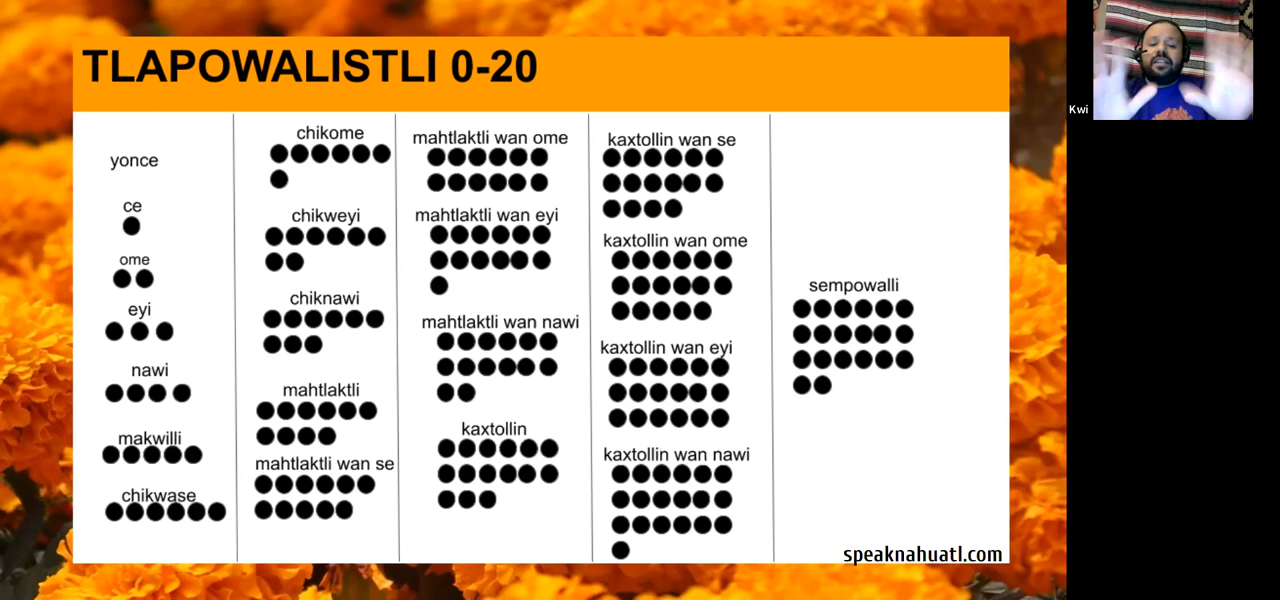 TLAPOWALISTLI 0-20
yonce
ce
ome
eyi
nawi
makwilli
chikwase
chikome
chikweyi
chiknawi
mahtlaktli
mahtlaktli wan se
mahtlaktli wan ome
mahtlaktli wan eyi
mahtlaktli wan nawi
kaxtollin
kaxtollin wan se
kaxtollin wan ome
kaxtollin wan eyi
kaxtollin wan nawi
sempowalli
speaknahuatl.com
Kwi